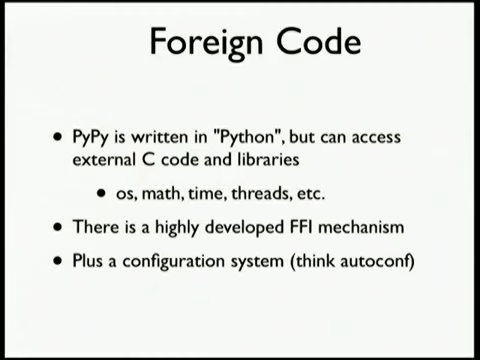 Foreign Code
• PyPy is written in "Python", but can access
external C code and libraries
• os, math, time, threads, etc.
• There is a highly developed FFI mechanism
• Plus a configuration system (think autoconf)